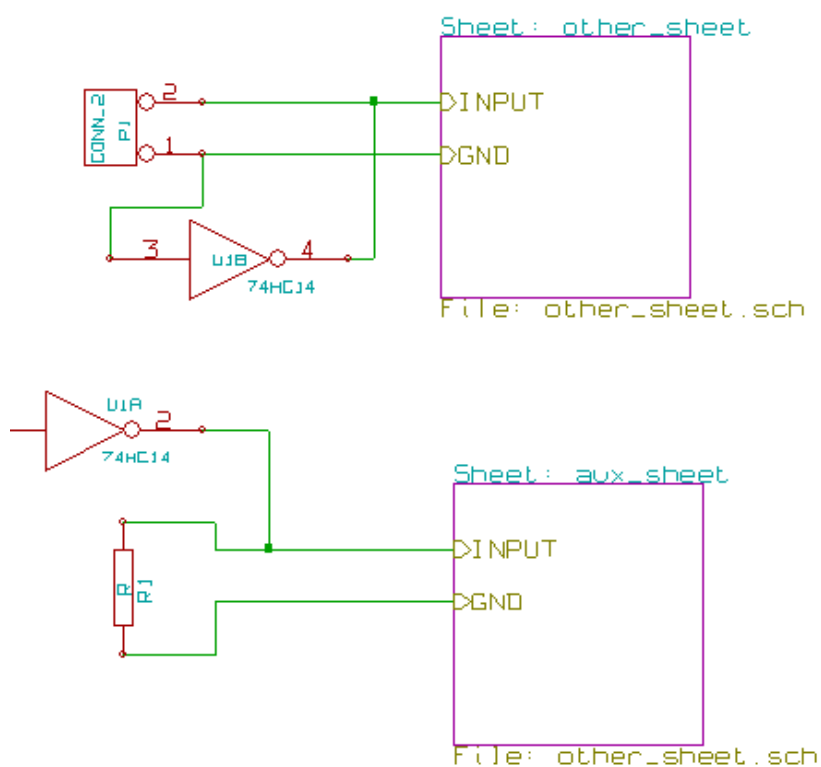 Sheet: other_sheet
CONN_2
P1
2
INPUT
1
GND
3
U1B
4
74HC14
File: other_sheet.sch
U1A
2
74HC14
Sheet: aux_sheet
INPUT
R
R1
GND
File: other_sheet.sch